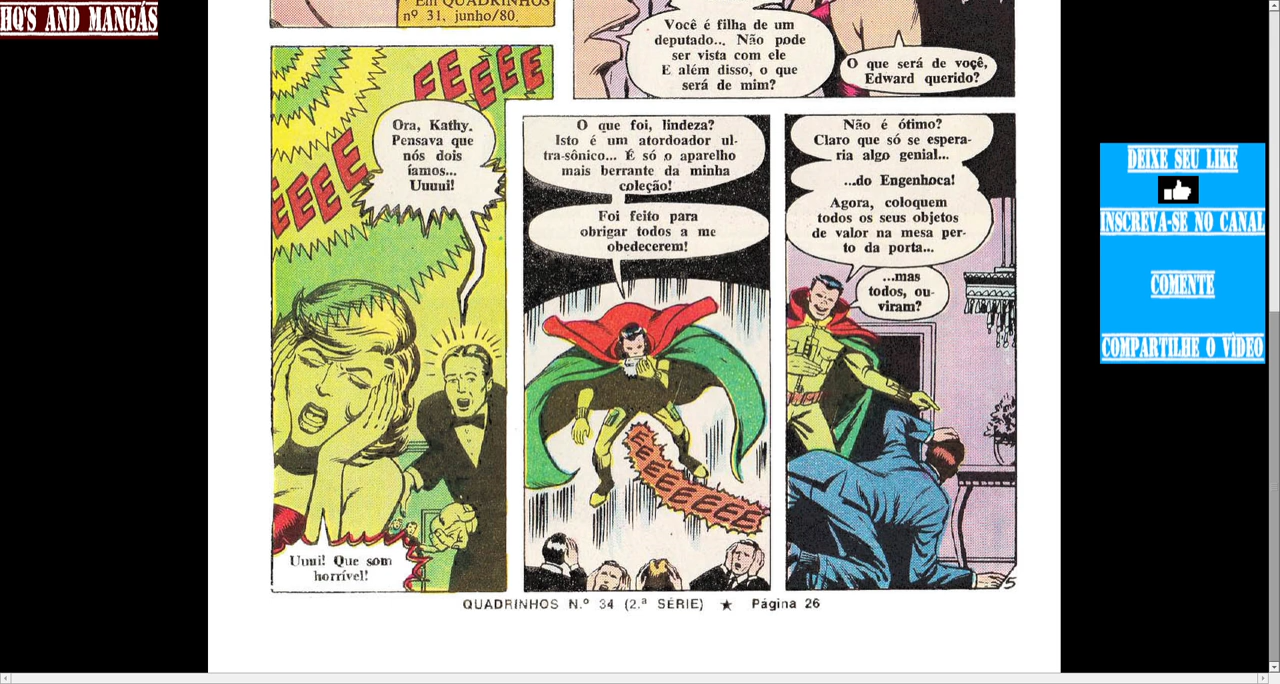 HQ'S AND MANGÁS
* Em QUADRINHOS
nº 31, junho/80.
Você é filha de um
deputado... Não pode
ser vista com ele
E além disso, o que
será de mim?
O que será de você,
Edward querido?
EE
EEEE
EEEE
Ora, Kathy.
Pensava que
nós dois
íamos...
Uuuui!
Uuui! Que som
horrível!
O que foi, lindeza?
Isto é um atordoador ul-
tra-sônico... É só o aparelho
mais berrante da minha
coleção!
Foi feito para
obrigar todos a me
obedecerem!
EEEEEEEE
Não é ótimo?
Claro que só se espera-
ria algo genial...
...do Engenhoca!
Agora, coloquem
todos os seus objetos
de valor na mesa per-
to da porta...
...mas
todos, ou-
viram?
5
QUADRINHOS N.º 34 (2.ª SÉRIE) ★ Página 26
DEIXE SEU LIKE
INSCREVA-SE NO CANAL
COMENTE
COMPARTILHE O VÍDEO